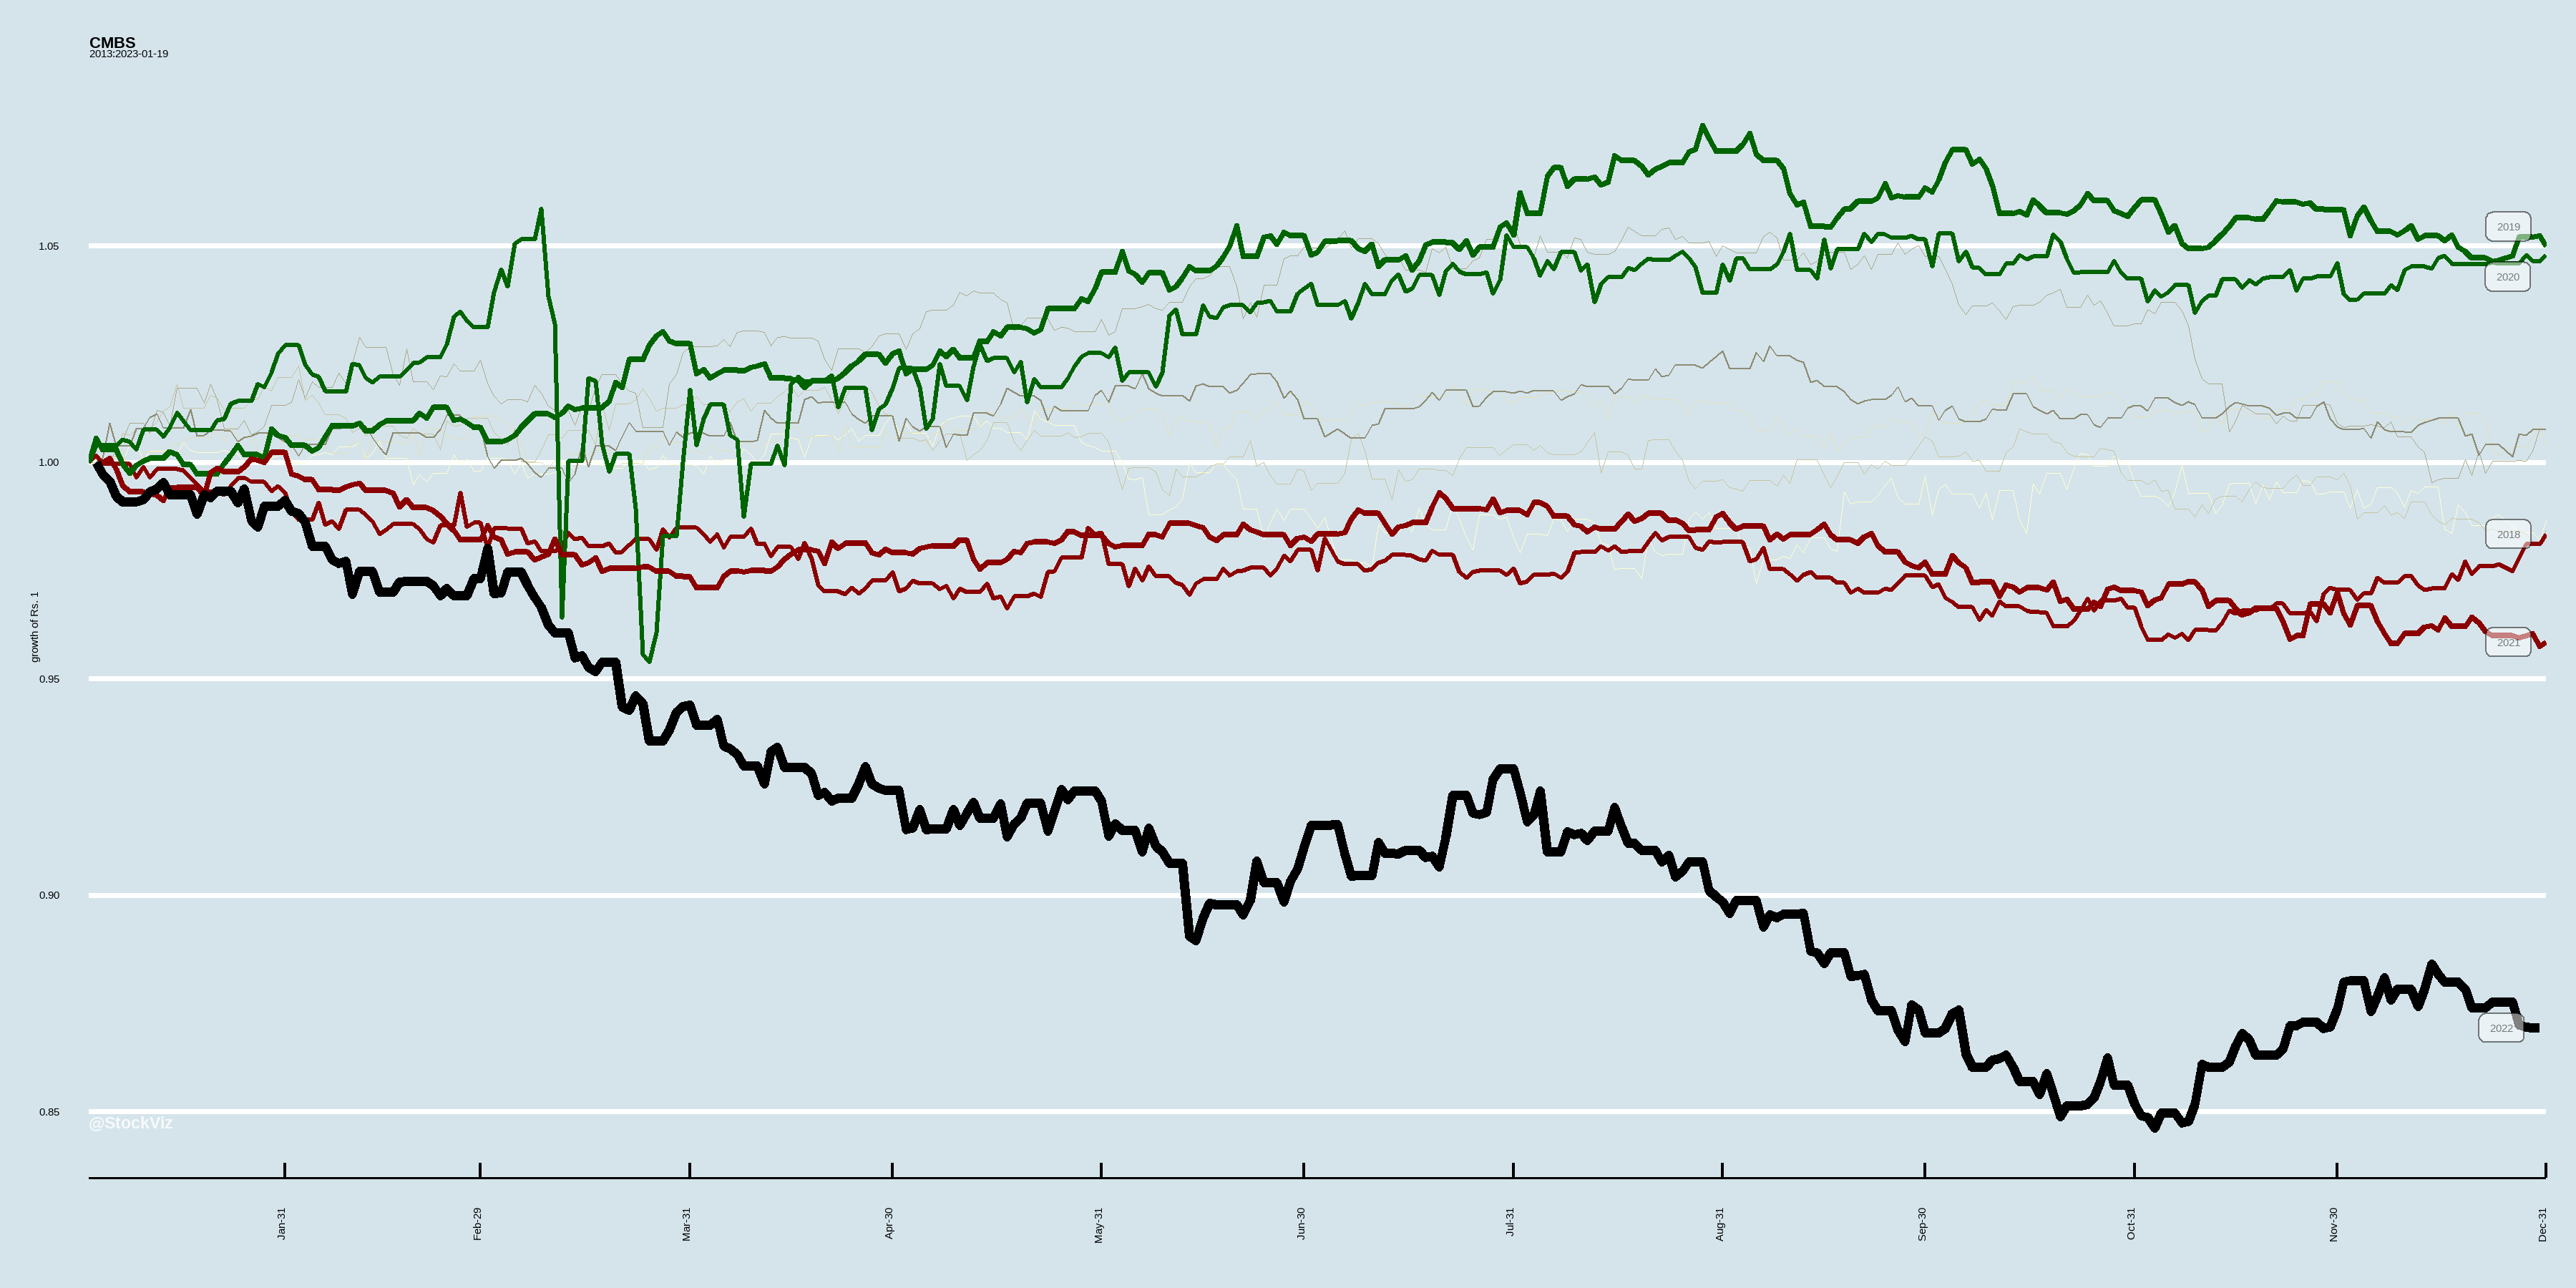 CMBS
2013:2023-01-19
growth of Rs. 1
1.05
1.00
0.95
0.90
0.85
2019
2020
2018
2021
2022
@StockViz
Jan-31
Feb-29
Mar-31
Apr-30
May-31
Jun-30
Jul-31
Aug-31
Sep-30
Oct-31
Nov-30
Dec-31